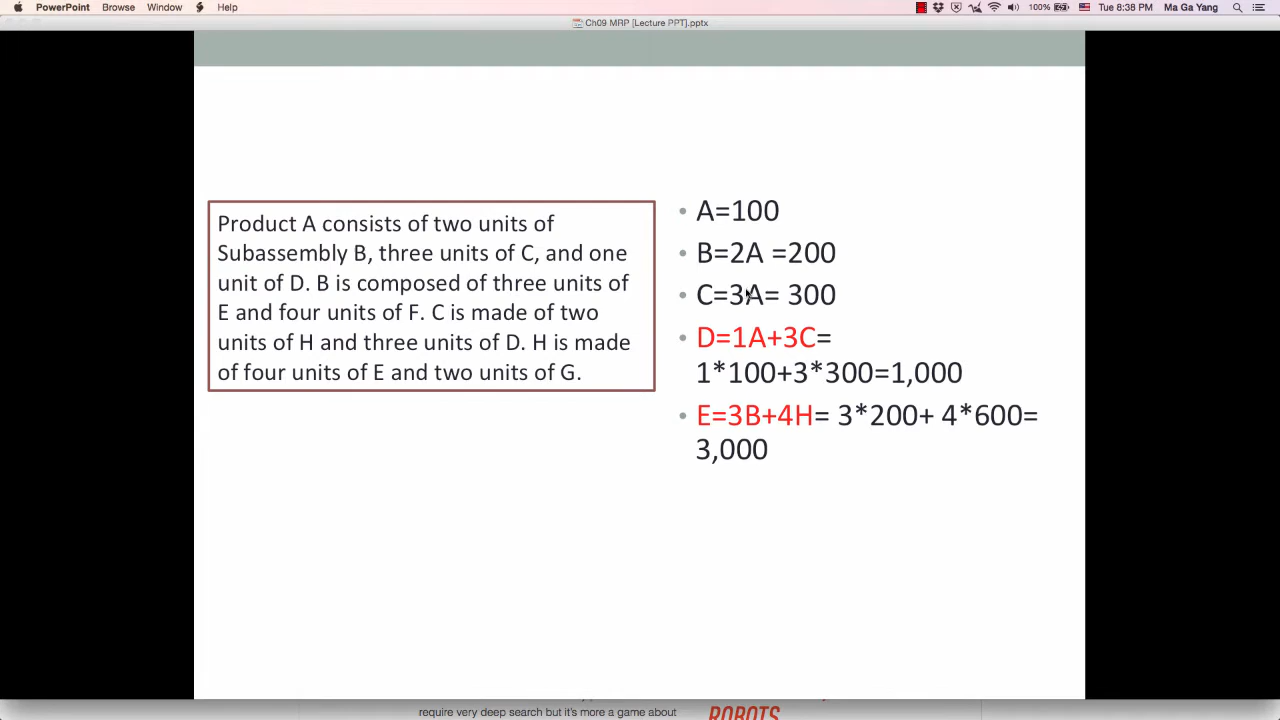 PowerPoint Browse Window Help 100% Tue 8:38 PM Ma Ga Yang
Ch09 MRP [Lecture PPT].pptx
Product A consists of two units of
Subassembly B, three units of C, and one
unit of D. B is composed of three units of
E and four units of F. C is made of two
units of H and three units of D. H is made
of four units of E and two units of G.
• A=100
• B=2A =200
• C=3A= 300
• D=1A+3C=
1*100+3*300=1,000
• E=3B+4H= 3*200+ 4*600=
3,000
require very deep search but it's more a game about
ROBOTS